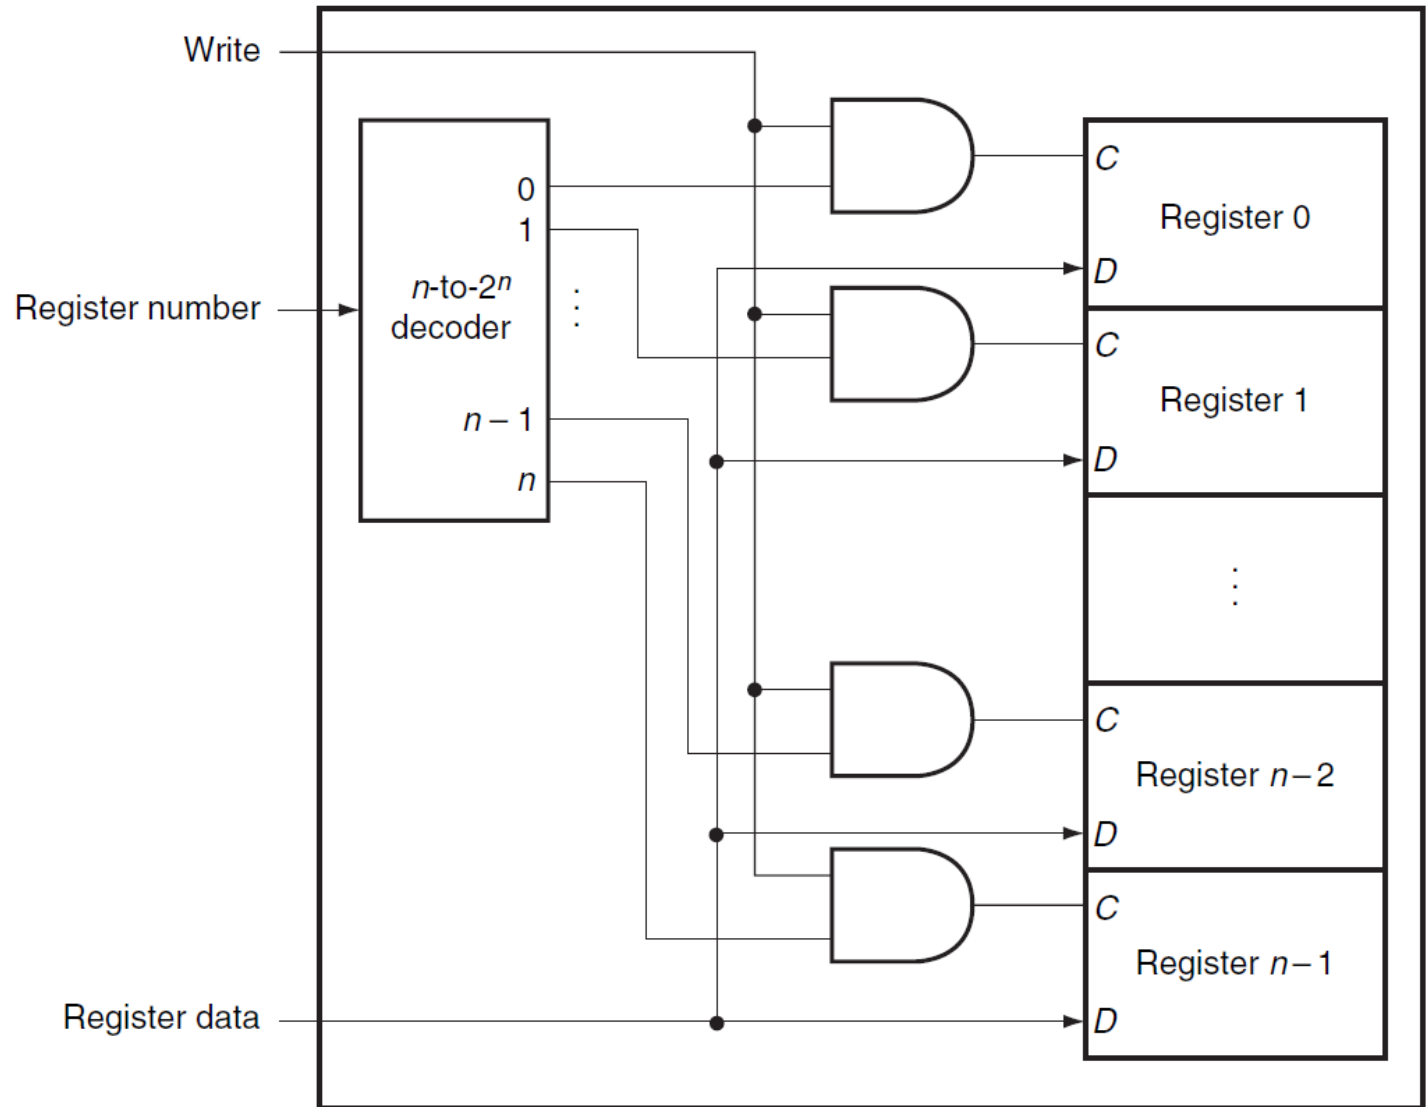 Write
C
0
Register 0
1
n-to-2ⁿ
decoder
D
Register number
C
Register 1
n – 1
D
n
C
Register n – 2
D
C
Register n – 1
Register data
D